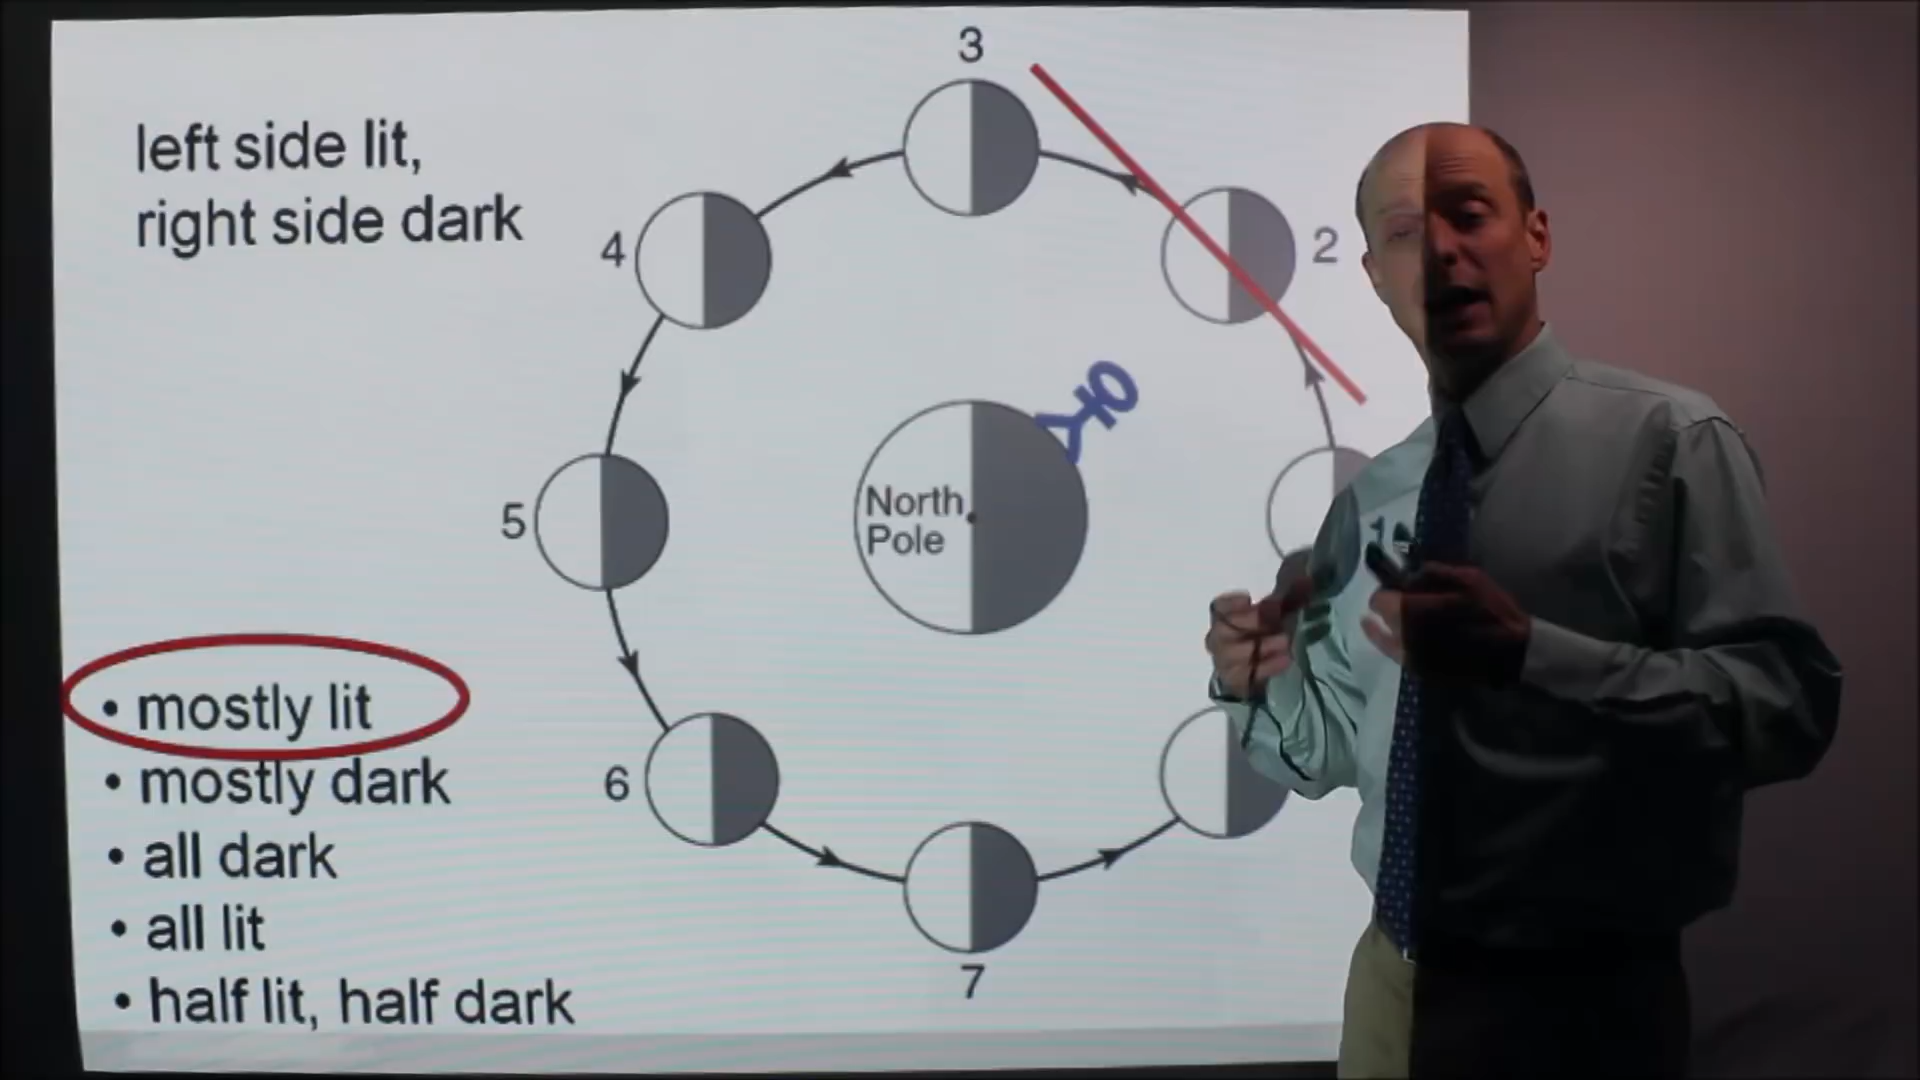 left side lit,
right side dark
3
2
4
5
North
Pole
1
• mostly lit
• mostly dark
6
• all dark
• all lit
7
• half lit, half dark